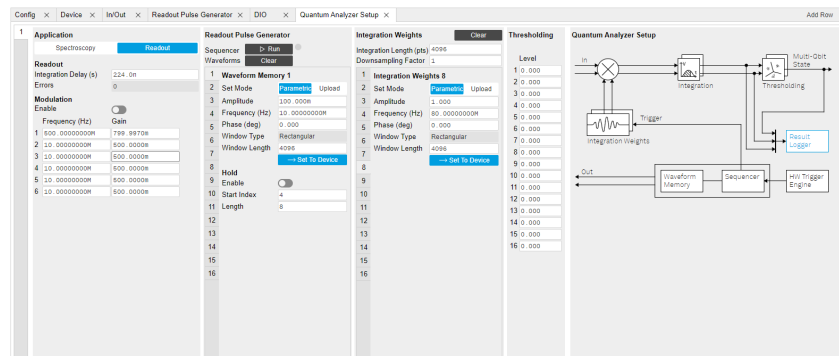 Config × Device × In/Out × Readout Pulse Generator × DIO × Quantum Analyzer Setup × Add Row
1
Application
Spectroscopy Readout
Readout
Integration Delay (s) 224.0n
Errors 0
Modulation
Enable
Frequency (Hz) Gain
1 500.00000000M 799.9970m
2 10.00000000M 500.0000m
3 10.00000000M 500.0000m
4 10.00000000M 500.0000m
5 10.00000000M 500.0000m
6 10.00000000M 500.0000m
Readout Pulse Generator
Sequencer Run
Waveforms Clear
1 2 3 4 5 6 7 8 9 10 11 12 13 14 15 16
Waveform Memory 1
Set Mode Parametric Upload
Amplitude 100.000m
Frequency (Hz) 10.00000000M
Phase (deg) 0.000
Window Type Rectangular
Window Length 4096
→ Set To Device
Hold
Enable
Start Index 4
Length 8
Integration Weights Clear
Integration Length (pts) 4096
Downsampling Factor 1
1 2 3 4 5 6 7 8 9 10 11 12 13 14 15 16
Integration Weights 8
Set Mode Parametric Upload
Amplitude 1.000
Frequency (Hz) 80.00000000M
Phase (deg) 0.000
Window Type Rectangular
Window Length 4096
→ Set To Device
Thresholding
Level
1 0.000
2 0.000
3 0.000
4 0.000
5 0.000
6 0.000
7 0.000
8 0.000
9 0.000
10 0.000
11 0.000
12 0.000
13 0.000
14 0.000
15 0.000
16 0.000
Quantum Analyzer Setup
In
Integration
Thresholding
Multi-Qbit
State
Trigger
Integration Weights
Result
Logger
Out
Waveform
Memory
Sequencer
HW Trigger
Engine